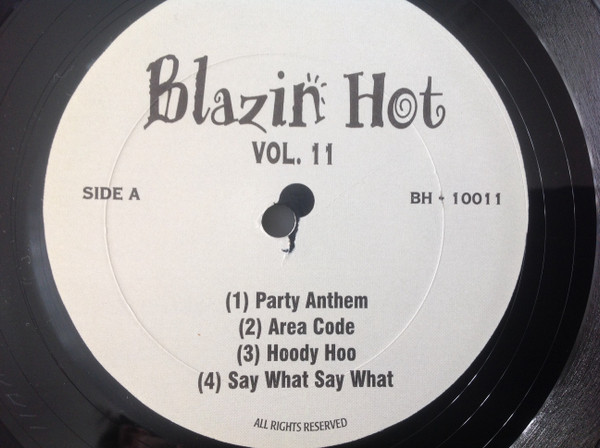 Blazin Hot
VOL. 11
SIDE A
BH - 10011
(1) Party Anthem
(2) Area Code
(3) Hoody Hoo
(4) Say What Say What
ALL RIGHTS RESERVED